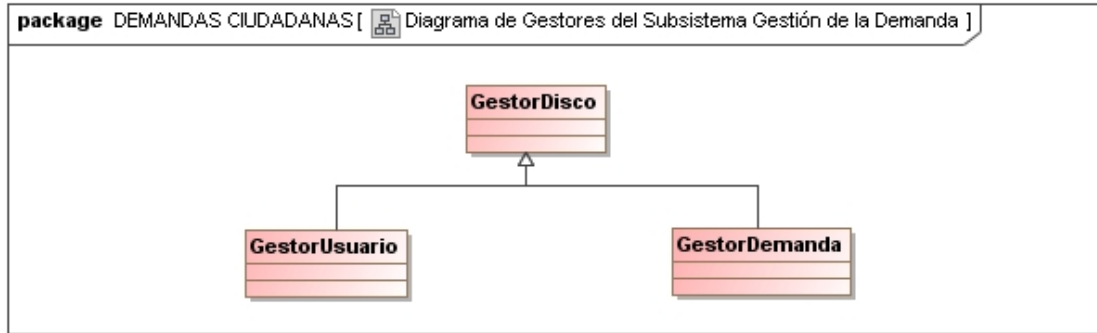 package DEMANDAS CIUDADANAS[ Diagrama de Gestores del Subsistema Gestión de la Demanda ]
GestorDisco
GestorUsuario
GestorDemanda